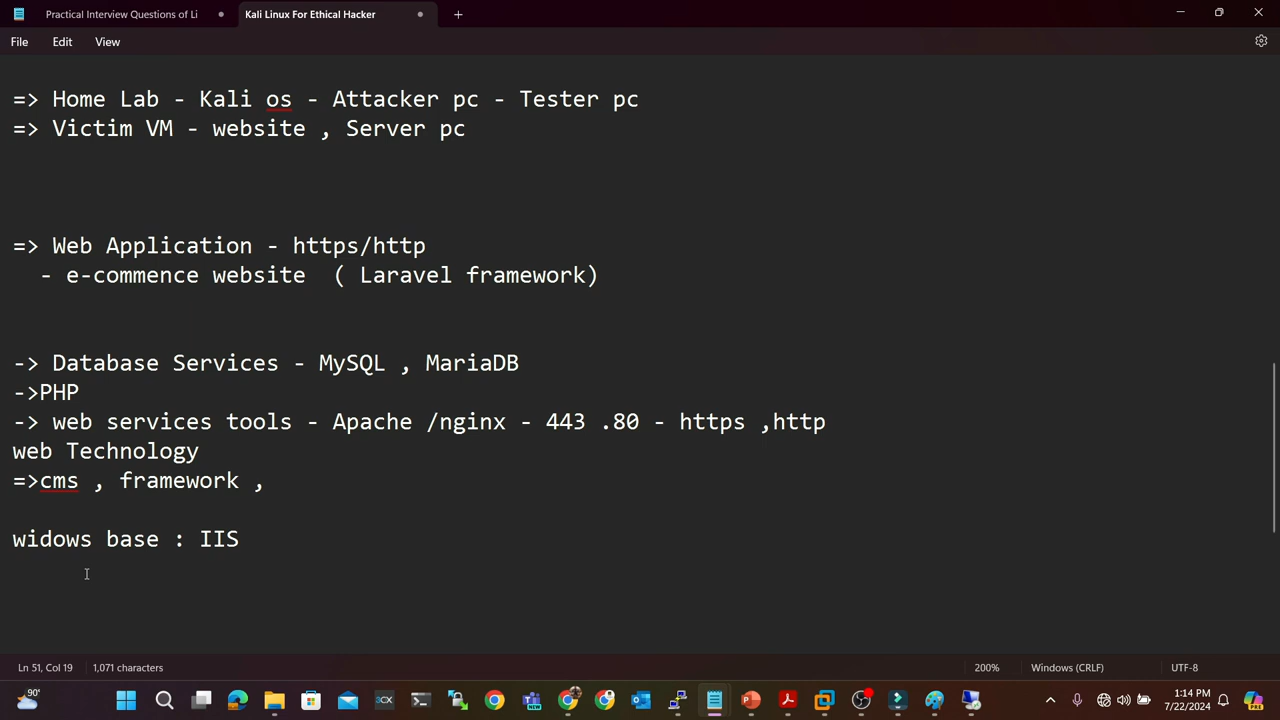 Practical Interview Questions of Li
Kali Linux For Ethical Hacker
File Edit View
=> Home Lab - Kali os - Attacker pc - Tester pc
=> Victim VM - website , Server pc
=> Web Application - https/http
- e-commence website ( Laravel framework)
-> Database Services - MySQL , MariaDB
->PHP
-> web services tools - Apache /nginx - 443 .80 - https ,http
web Technology
=>cms , framework ,
widows base : IIS
Ln 51, Col 19 1,071 characters 200% Windows (CRLF) UTF-8
90°
1:14 PM
7/22/2024